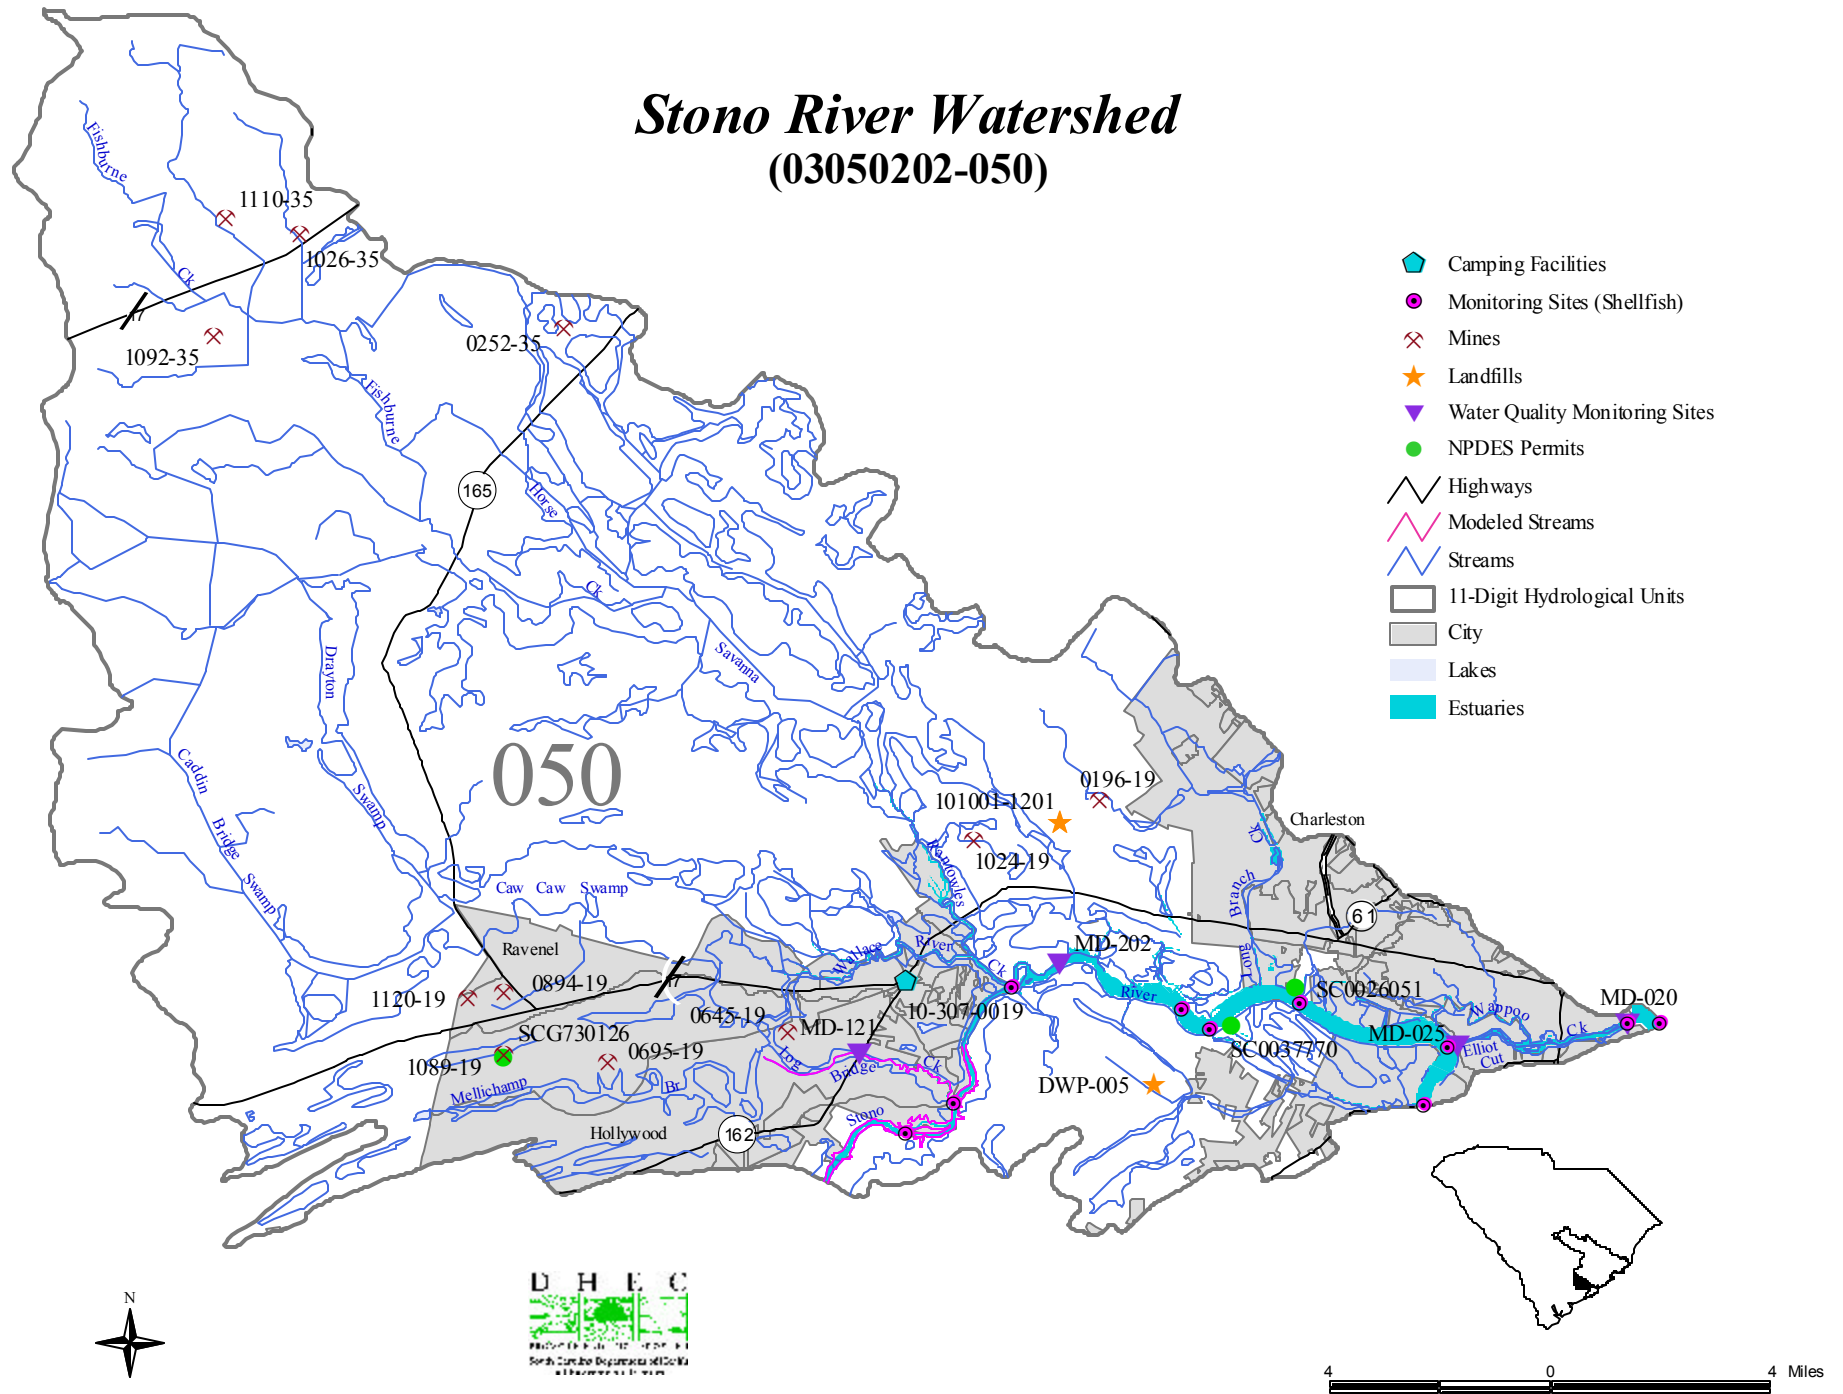 Stono River Watershed
(03050202-050)
Fishburne
Ck
1110-35
1026-35
17
1092-35
0252-35
Fishburne
165
Horse
Ck
Savanna
Drayton
Swamp
Caddin
Bridge
Swamp
050
Camping Facilities
Monitoring Sites (Shellfish)
Mines
Landfills
Water Quality Monitoring Sites
NPDES Permits
Highways
Modeled Streams
Streams
11-Digit Hydrological Units
City
Lakes
Estuaries
0196-19
101001-1201
1024-19
Charleston
Ck
Branch
Long
61
Rantowles
Ck
Caw Caw Swamp
Ravenel
Wallace
River
MD-202
River
0894-19
1120-19
17
10-307-0019
SC0026051
MD-020
Wappoo
Ck
0645-19
MD-121
SCG730126
0695-19
1089-19
Log
Bridge
Ck
MD-025
Elliot
Cut
SC0037770
DWP-005
Mellichamp
Br
Stono
Hollywood
162
N
D H E C
4
0
4 Miles